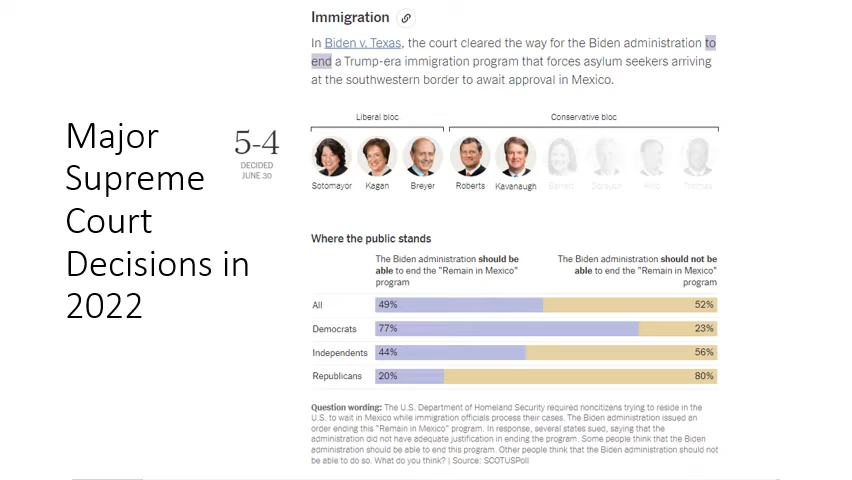 Immigration
In Biden v. Texas, the court cleared the way for the Biden administration to
end a Trump-era immigration program that forces asylum seekers arriving
at the southwestern border to await approval in Mexico.
Major
Supreme
Court
Decisions in
2022
5-4
DECIDED
JUNE 30
Liberal bloc
Conservative bloc
Sotomayor Kagan Breyer Roberts Kavanaugh Barrett Gorsuch Alito Thomas
Where the public stands
The Biden administration should be
able to end the "Remain in Mexico"
program
The Biden administration should not be
able to end the "Remain in Mexico"
program
All 49% 52%
Democrats 77% 23%
Independents 44% 56%
Republicans 20% 80%
Question wording: The U.S. Department of Homeland Security required noncitizens trying to reside in the
U.S. to wait in Mexico while immigration officials process their cases. The Biden administration issued an
order ending this "Remain in Mexico" program. In response, several states sued, saying that the
administration did not have adequate justification in ending the program. Some people think that the Biden
administration should be able to end this program. Other people think that the Biden administration should not
be able to do so. What do you think? | Source: SCOTUSPoll